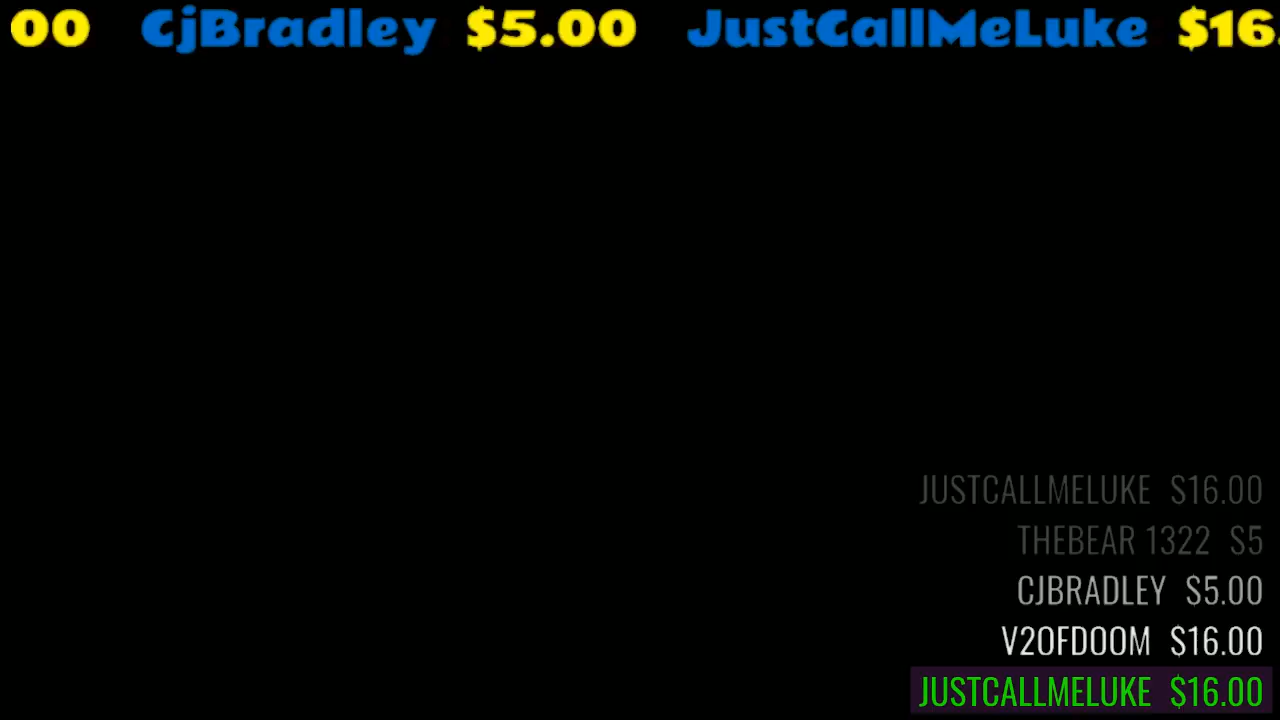 00 CjBradley $5.00 JustCallMeLuke $16.
JUSTCALLMELUKE $16.00
THEBEAR 1322 $5
CJBRADLEY $5.00
V2OFDOOM $16.00
JUSTCALLMELUKE $16.00